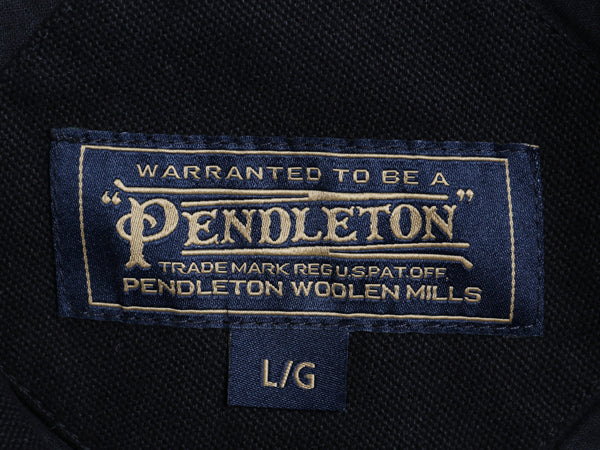 WARRANTED TO BE A
"PENDLETON"
TRADE MARK REG U.S.PAT.OFF.
PENDLETON WOOLEN MILLS
L/G